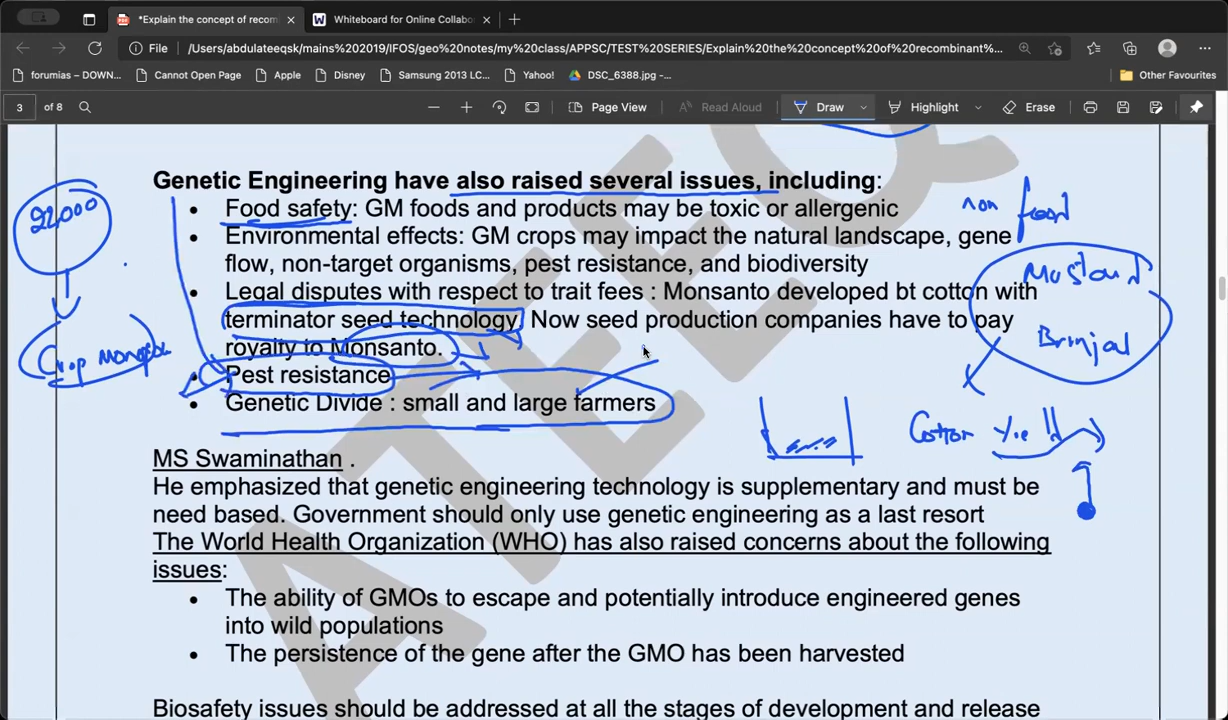 *Explain the concept of recom
Whiteboard for Online Collabo
File
/Users/abdulateeqsk/mains%202019/IFOS/geo%20notes/my%20class/APPSC/TEST%20SERIES/Explain%20the%20concept%20of%20recombinant%...
forumias – DOWN...
Cannot Open Page
Apple
Disney
Samsung 2013 LC...
Yahoo!
DSC_6388.jpg -...
Other Favourites
3 of 8
Page View
Read Aloud
Draw
Highlight
Erase
Genetic Engineering have also raised several issues, including:
• Food safety: GM foods and products may be toxic or allergenic
• Environmental effects: GM crops may impact the natural landscape, gene
flow, non-target organisms, pest resistance, and biodiversity
• Legal disputes with respect to trait fees : Monsanto developed bt cotton with
terminator seed technology. Now seed production companies have to pay
royalty to Monsanto.
• Pest resistance
• Genetic Divide : small and large farmers
22,000
Crop
non food
Mustard
Brinjal
Cotton
MS Swaminathan .
He emphasized that genetic engineering technology is supplementary and must be
need based. Government should only use genetic engineering as a last resort
The World Health Organization (WHO) has also raised concerns about the following
issues:
• The ability of GMOs to escape and potentially introduce engineered genes
into wild populations
• The persistence of the gene after the GMO has been harvested
Biosafety issues should be addressed at all the stages of development and release
ATEEQ